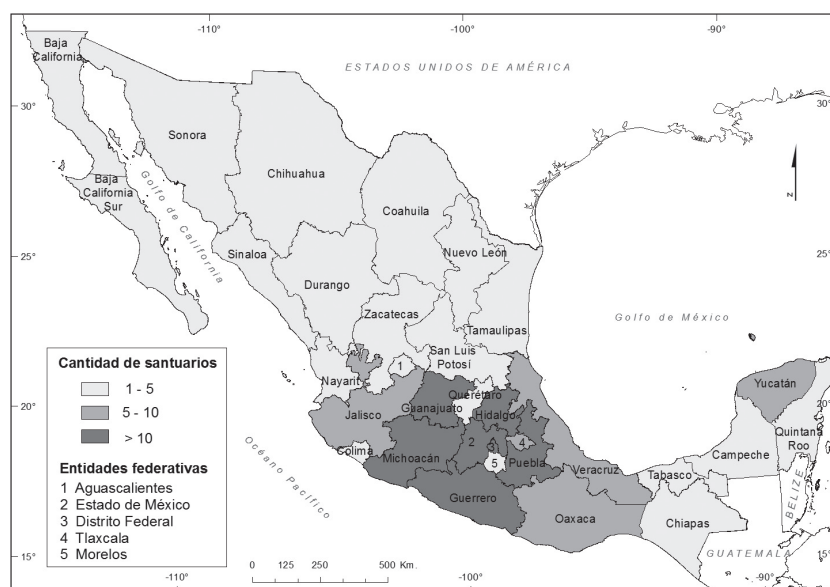 -110°
-100°
-90°
Baja
California
ESTADOS UNIDOS DE AMÉRICA
30°
30°
Sonora
Chihuahua
N
Baja
California
Sur
Golfo de California
Coahuila
25°
Sinaloa
Nuevo León
25°
Durango
Zacatecas
Golfo de México
Tamaulipas
San Luis
Potosí
Cantidad de santuarios
1 - 5
5 - 10
> 10
Entidades federativas
1 Aguascalientes
2 Estado de México
3 Distrito Federal
4 Tlaxcala
5 Morelos
1
Nayarit
Yucatán
20°
Querétaro
20°
Jalisco
Guanajuato
Hidalgo
Quintana
Roo
Colima
2
3
4
5
Michoacán
Puebla
Veracruz
Campeche
Tabasco
BELIZE
Océano Pacífico
Guerrero
Oaxaca
Chiapas
15°
GUATEMALA
15°
-110°
0 125 250 500 Km.
-100°
-90°